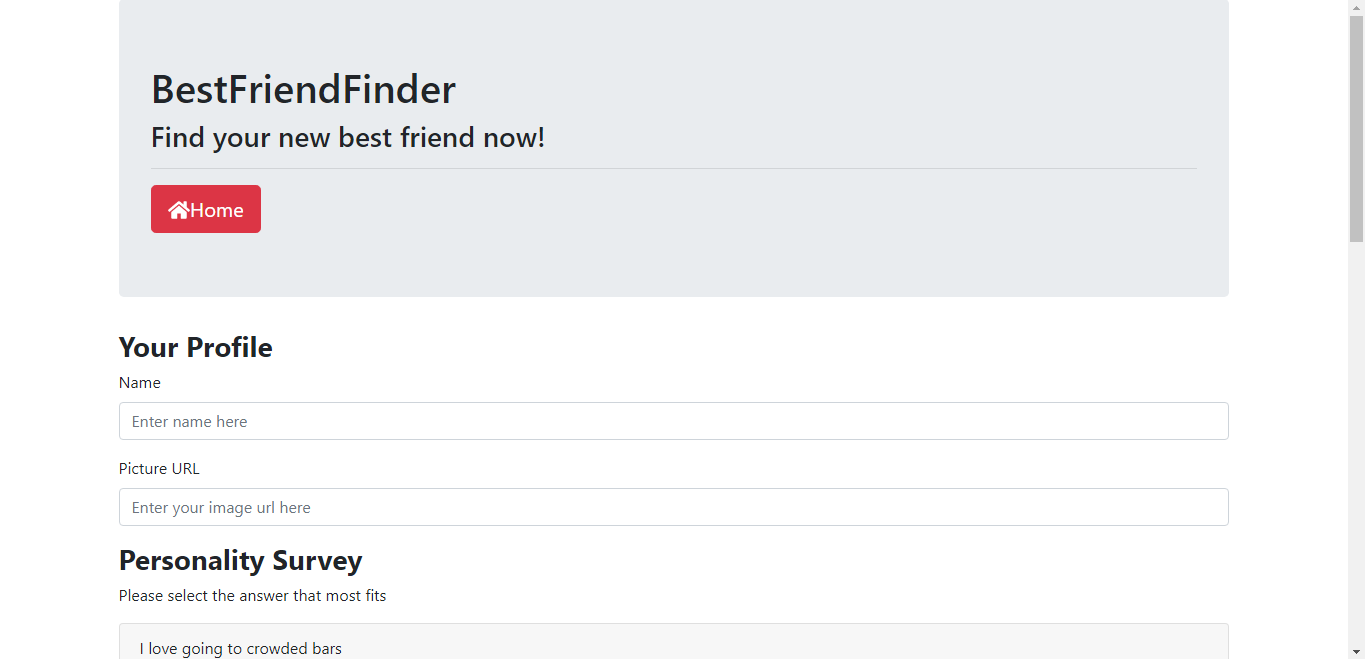 BestFriendFinder
Find your new best friend now!
Home
Your Profile
Name
Enter name here
Picture URL
Enter your image url here
Personality Survey
Please select the answer that most fits
I love going to crowded bars